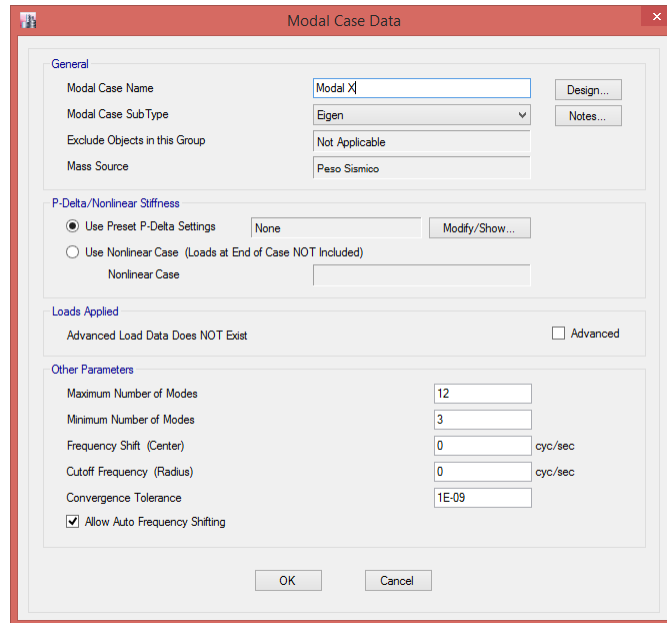 Modal Case Data
General
Modal Case Name Modal X Design...
Modal Case SubType Eigen Notes...
Exclude Objects in this Group Not Applicable
Mass Source Peso Sismico
P-Delta/Nonlinear Stiffness
Use Preset P-Delta Settings None Modify/Show...
Use Nonlinear Case (Loads at End of Case NOT Included)
Nonlinear Case
Loads Applied
Advanced Load Data Does NOT Exist Advanced
Other Parameters
Maximum Number of Modes 12
Minimum Number of Modes 3
Frequency Shift (Center) 0 cyc/sec
Cutoff Frequency (Radius) 0 cyc/sec
Convergence Tolerance 1E-09
Allow Auto Frequency Shifting
OK Cancel